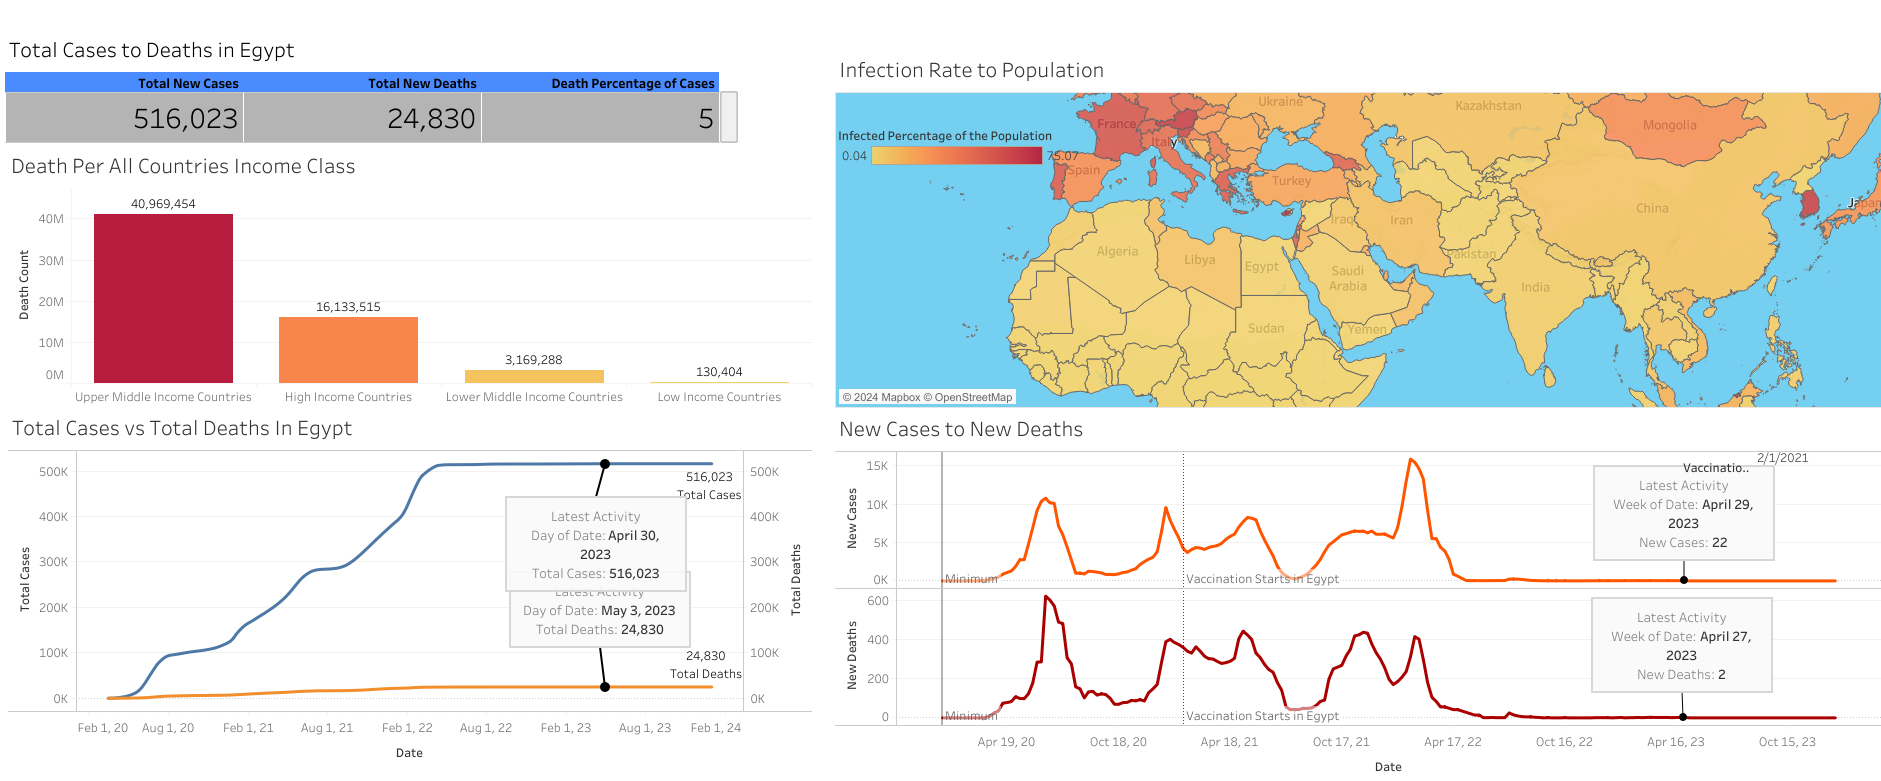 Total Cases to Deaths in Egypt
Total New Cases
Total New Deaths
Death Percentage of Cases
516,023
24,830
5
Death Per All Countries Income Class
Death Count
40M
30M
20M
10M
0M
40,969,454
16,133,515
3,169,288
130,404
Upper Middle Income Countries
High Income Countries
Lower Middle Income Countries
Low Income Countries
Total Cases vs Total Deaths In Egypt
Total Cases
500K
400K
300K
200K
100K
0K
516,023
Total Cases
Latest Activity
Day of Date: April 30,
2023
Total Cases: 516,023
Latest Activity
Day of Date: May 3, 2023
Total Deaths: 24,830
24,830
Total Deaths
500K
400K
300K
200K
100K
0K
Total Deaths
Feb 1, 20
Aug 1, 20
Feb 1, 21
Aug 1, 21
Feb 1, 22
Aug 1, 22
Feb 1, 23
Aug 1, 23
Feb 1, 24
Date
Infection Rate to Population
Infected Percentage of the Population
0.04
75.07
France
Italy
Spain
Ukraine
Turkey
Kazakhstan
Mongolia
China
Japan
Iraq
Iran
Pakistan
India
Algeria
Libya
Egypt
Saudi
Arabia
Sudan
Yemen
© 2024 Mapbox © OpenStreetMap
New Cases to New Deaths
New Cases
15K
10K
5K
0K
Minimum
Vaccination Starts in Egypt
2/1/2021
Vaccinatio..
Latest Activity
Week of Date: April 29,
2023
New Cases: 22
New Deaths
600
400
200
0
Minimum
Vaccination Starts in Egypt
Latest Activity
Week of Date: April 27,
2023
New Deaths: 2
Apr 19, 20
Oct 18, 20
Apr 18, 21
Oct 17, 21
Apr 17, 22
Oct 16, 22
Apr 16, 23
Oct 15, 23
Date